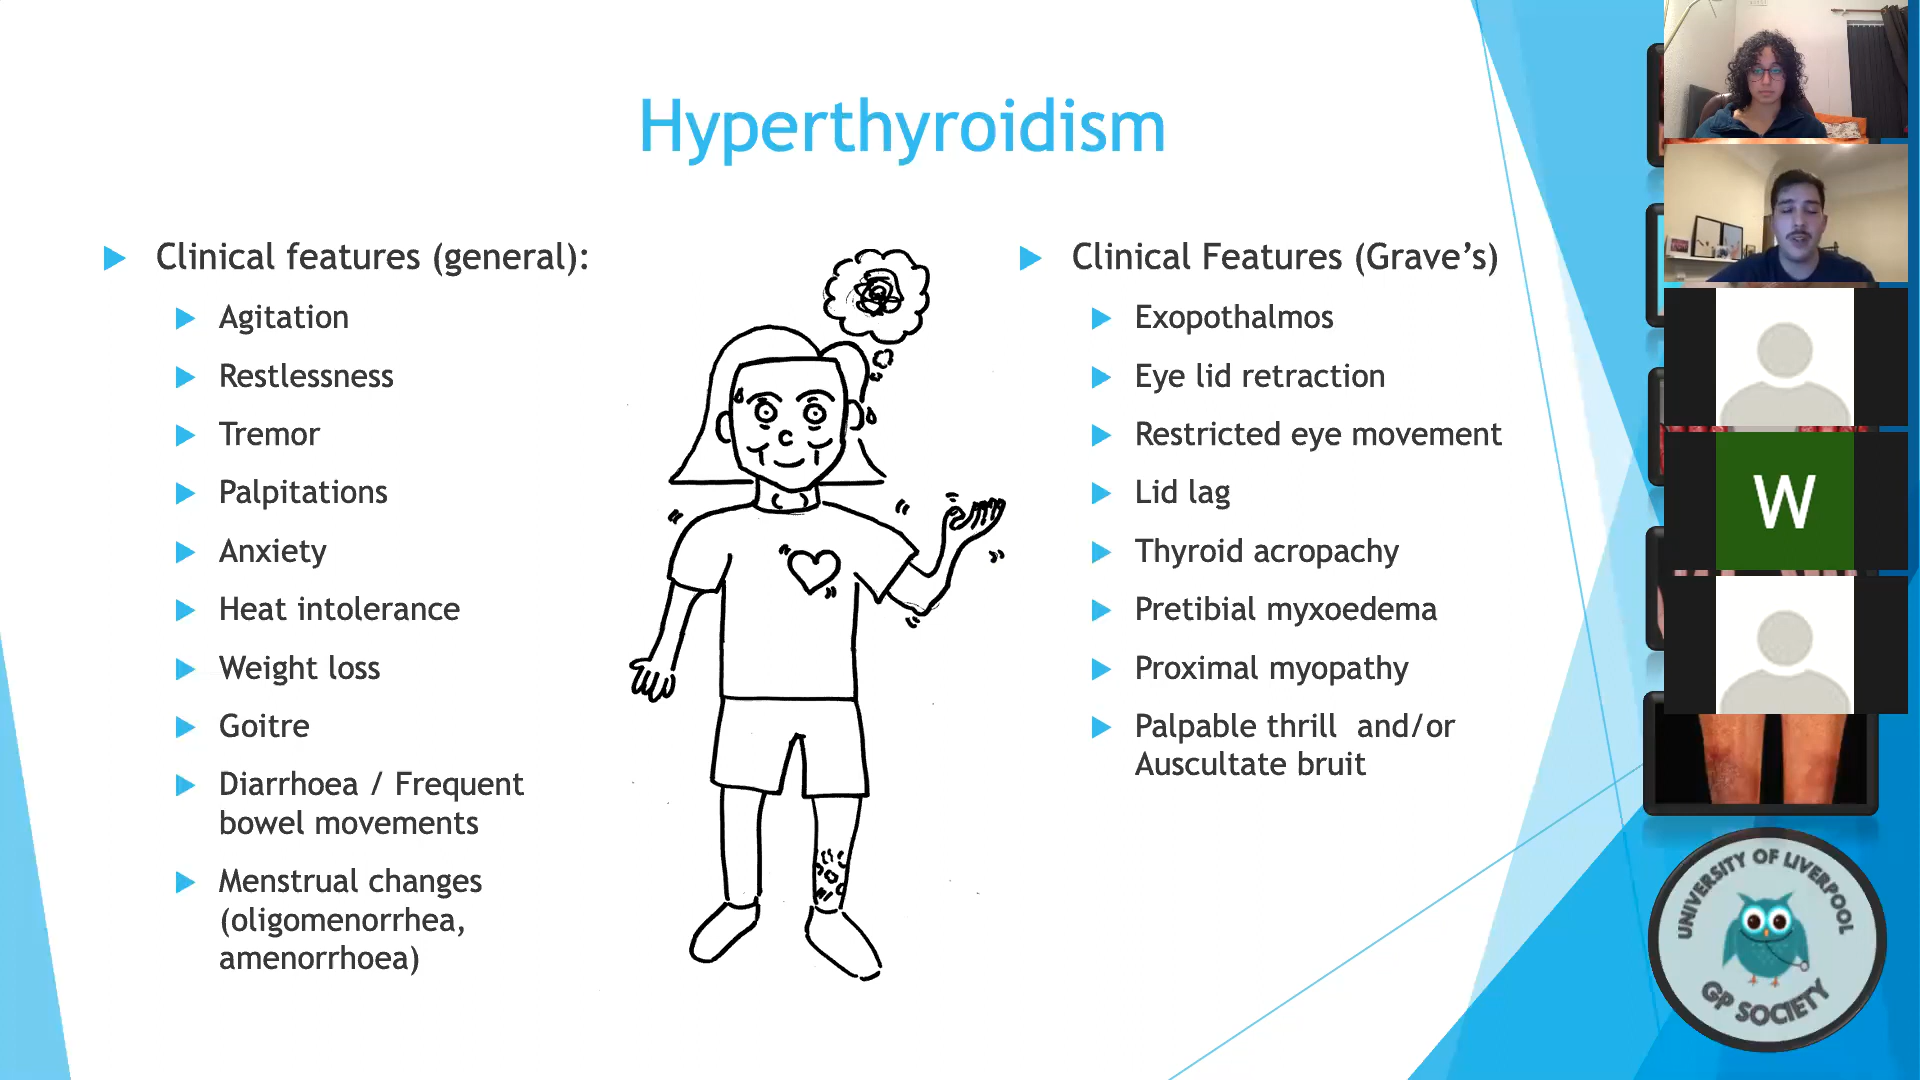 Hyperthyroidism
Clinical features (general):
Agitation
Restlessness
Tremor
Palpitations
Anxiety
Heat intolerance
Weight loss
Goitre
Diarrhoea / Frequent
bowel movements
Menstrual changes
(oligomenorrhea,
amenorrhoea)
Clinical Features (Grave’s)
Exopothalmos
Eye lid retraction
Restricted eye movement
Lid lag
Thyroid acropachy
Pretibial myxoedema
Proximal myopathy
Palpable thrill and/or
Auscultate bruit
W
UNIVERSITY OF LIVERPOOL
GP SOCIETY